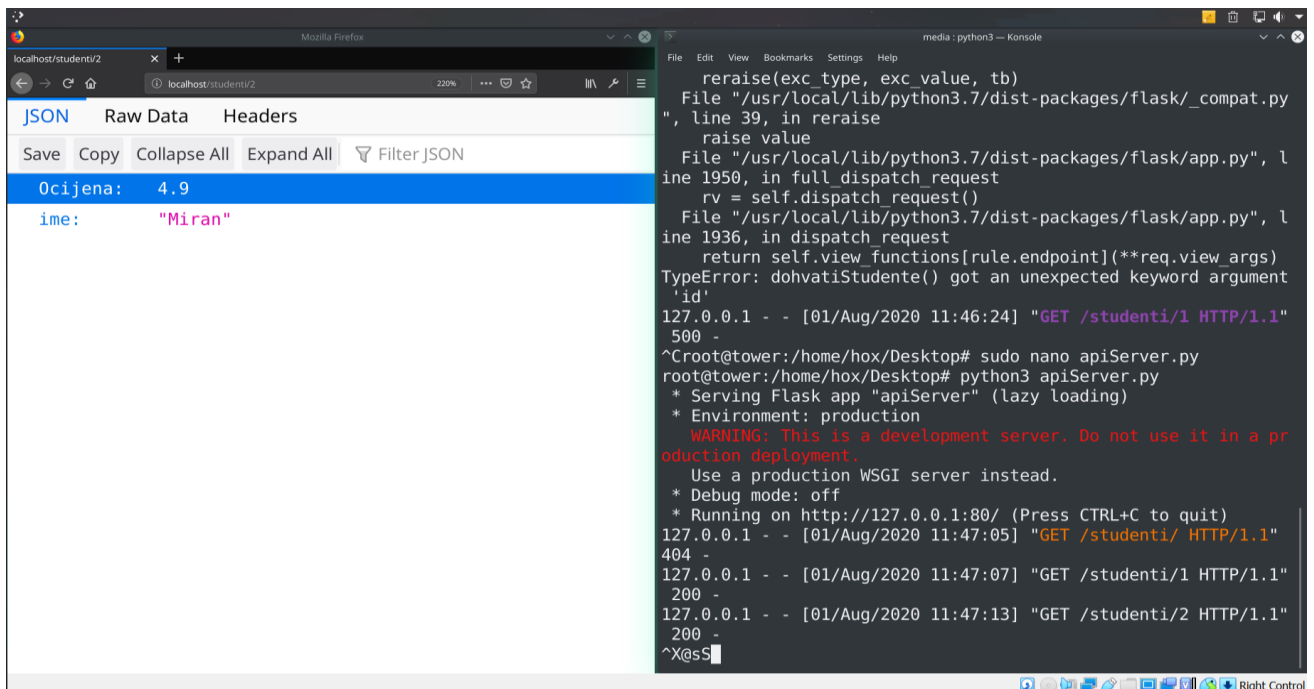 Mozilla Firefox
localhost/studenti/2
localhost/studenti/2
220%
JSON Raw Data Headers
Save Copy Collapse All Expand All Filter JSON
Ocijena: 4.9
ime: "Miran"
media : python3 — Konsole
File Edit View Bookmarks Settings Help
reraise(exc_type, exc_value, tb)
File "/usr/local/lib/python3.7/dist-packages/flask/_compat.py
", line 39, in reraise
raise value
File "/usr/local/lib/python3.7/dist-packages/flask/app.py", l
ine 1950, in full_dispatch_request
rv = self.dispatch_request()
File "/usr/local/lib/python3.7/dist-packages/flask/app.py", l
ine 1936, in dispatch_request
return self.view_functions[rule.endpoint](**req.view_args)
TypeError: dohvatiStudente() got an unexpected keyword argument
'id'
127.0.0.1 - - [01/Aug/2020 11:46:24] "GET /studenti/1 HTTP/1.1"
500 -
^Croot@tower:/home/hox/Desktop# sudo nano apiServer.py
root@tower:/home/hox/Desktop# python3 apiServer.py
* Serving Flask app "apiServer" (lazy loading)
* Environment: production
WARNING: This is a development server. Do not use it in a pr
oduction deployment.
Use a production WSGI server instead.
* Debug mode: off
* Running on http://127.0.0.1:80/ (Press CTRL+C to quit)
127.0.0.1 - - [01/Aug/2020 11:47:05] "GET /studenti/ HTTP/1.1"
404 -
127.0.0.1 - - [01/Aug/2020 11:47:07] "GET /studenti/1 HTTP/1.1"
200 -
127.0.0.1 - - [01/Aug/2020 11:47:13] "GET /studenti/2 HTTP/1.1"
200 -
^X@sS
Right Control